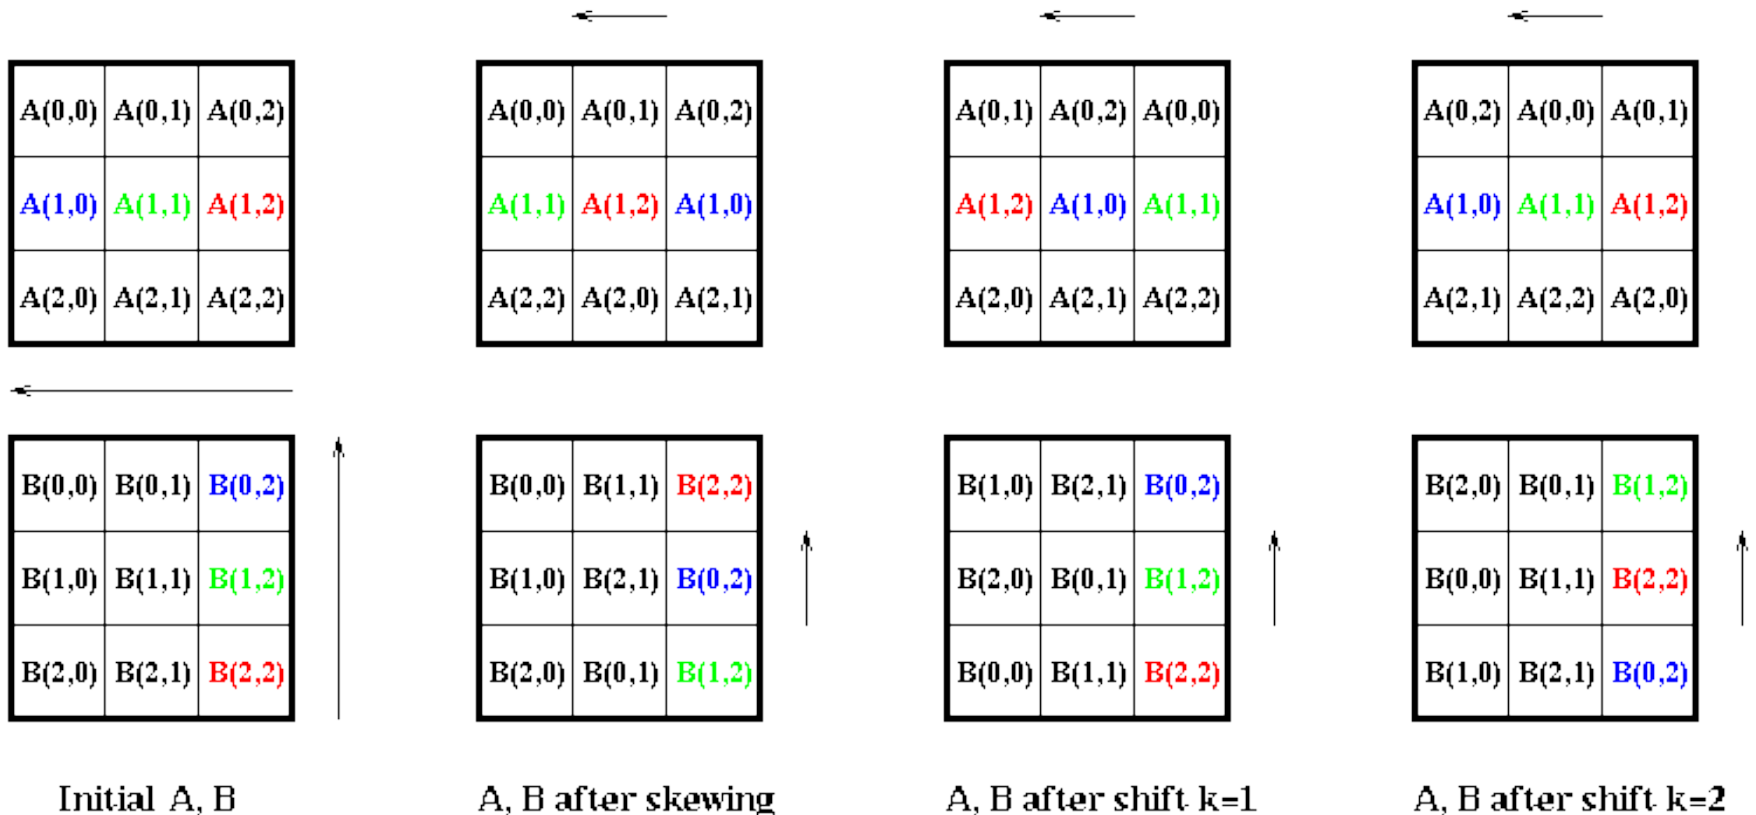 A(0,0) A(0,1) A(0,2)
A(1,0) A(1,1) A(1,2)
A(2,0) A(2,1) A(2,2)
A(0,0) A(0,1) A(0,2)
A(1,1) A(1,2) A(1,0)
A(2,2) A(2,0) A(2,1)
A(0,1) A(0,2) A(0,0)
A(1,2) A(1,0) A(1,1)
A(2,0) A(2,1) A(2,2)
A(0,2) A(0,0) A(0,1)
A(1,0) A(1,1) A(1,2)
A(2,1) A(2,2) A(2,0)
B(0,0) B(0,1) B(0,2)
B(1,0) B(1,1) B(1,2)
B(2,0) B(2,1) B(2,2)
B(0,0) B(1,1) B(2,2)
B(1,0) B(2,1) B(0,2)
B(2,0) B(0,1) B(1,2)
B(1,0) B(2,1) B(0,2)
B(2,0) B(0,1) B(1,2)
B(0,0) B(1,1) B(2,2)
B(2,0) B(0,1) B(1,2)
B(0,0) B(1,1) B(2,2)
B(1,0) B(2,1) B(0,2)
Initial A, B
A, B after skewing
A, B after shift k=1
A, B after shift k=2